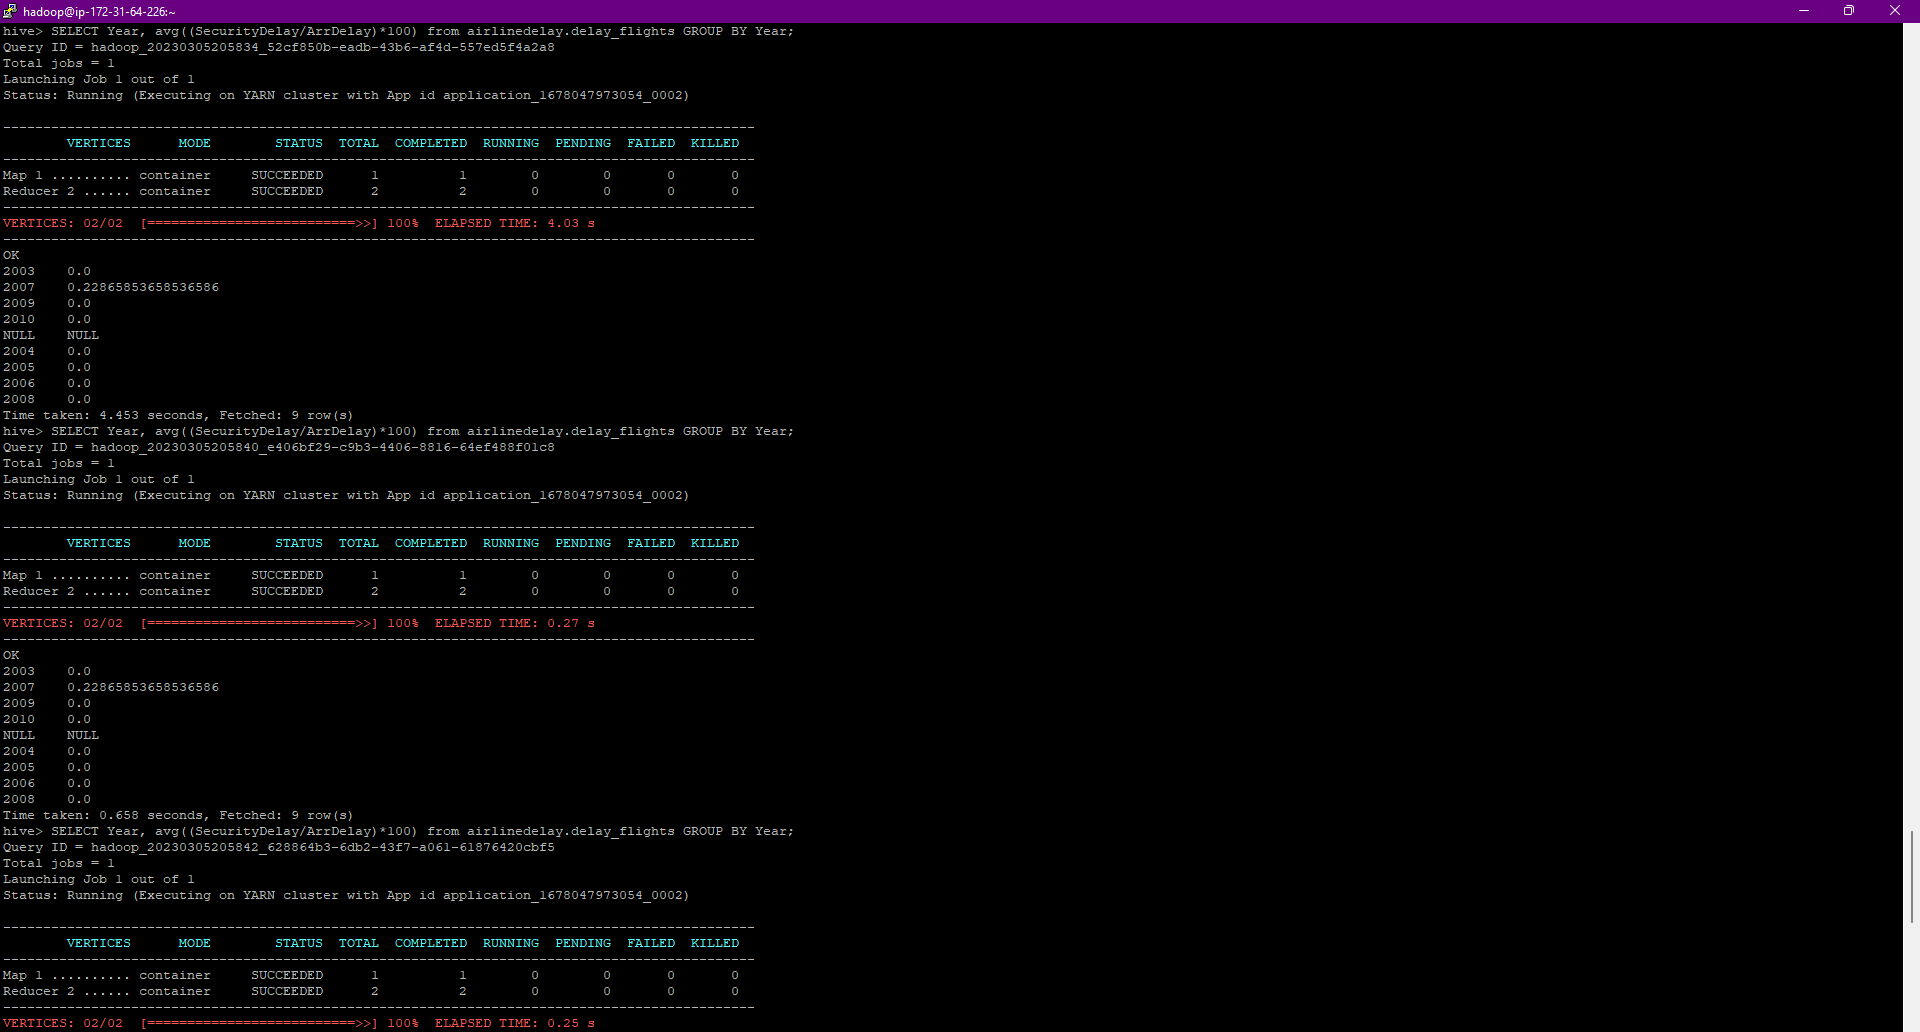 hadoop@ip-172-31-64-226:~
hive> SELECT Year, avg((SecurityDelay/ArrDelay)*100) from airlinedelay.delay_flights GROUP BY Year;
Query ID = hadoop_20230305205834_52cf850b-eadb-43b6-af4d-557ed5f4a2a8
Total jobs = 1
Launching Job 1 out of 1
Status: Running (Executing on YARN cluster with App id application_1678047973054_0002)
----------------------------------------------------------------------------------------------
        VERTICES      MODE        STATUS  TOTAL  COMPLETED  RUNNING  PENDING  FAILED  KILLED
----------------------------------------------------------------------------------------------
Map 1 .......... container     SUCCEEDED      1          1        0        0       0       0
Reducer 2 ...... container     SUCCEEDED      2          2        0        0       0       0
----------------------------------------------------------------------------------------------
VERTICES: 02/02  [==========================>>] 100%  ELAPSED TIME: 4.03 s
----------------------------------------------------------------------------------------------
OK
2003    0.0
2007    0.22865853658536586
2009    0.0
2010    0.0
NULL    NULL
2004    0.0
2005    0.0
2006    0.0
2008    0.0
Time taken: 4.453 seconds, Fetched: 9 row(s)
hive> SELECT Year, avg((SecurityDelay/ArrDelay)*100) from airlinedelay.delay_flights GROUP BY Year;
Query ID = hadoop_20230305205840_e406bf29-c9b3-4406-8816-64ef488f01c8
Total jobs = 1
Launching Job 1 out of 1
Status: Running (Executing on YARN cluster with App id application_1678047973054_0002)
----------------------------------------------------------------------------------------------
        VERTICES      MODE        STATUS  TOTAL  COMPLETED  RUNNING  PENDING  FAILED  KILLED
----------------------------------------------------------------------------------------------
Map 1 .......... container     SUCCEEDED      1          1        0        0       0       0
Reducer 2 ...... container     SUCCEEDED      2          2        0        0       0       0
----------------------------------------------------------------------------------------------
VERTICES: 02/02  [==========================>>] 100%  ELAPSED TIME: 0.27 s
----------------------------------------------------------------------------------------------
OK
2003    0.0
2007    0.22865853658536586
2009    0.0
2010    0.0
NULL    NULL
2004    0.0
2005    0.0
2006    0.0
2008    0.0
Time taken: 0.658 seconds, Fetched: 9 row(s)
hive> SELECT Year, avg((SecurityDelay/ArrDelay)*100) from airlinedelay.delay_flights GROUP BY Year;
Query ID = hadoop_20230305205842_628864b3-6db2-43f7-a061-61876420cbf5
Total jobs = 1
Launching Job 1 out of 1
Status: Running (Executing on YARN cluster with App id application_1678047973054_0002)
----------------------------------------------------------------------------------------------
        VERTICES      MODE        STATUS  TOTAL  COMPLETED  RUNNING  PENDING  FAILED  KILLED
----------------------------------------------------------------------------------------------
Map 1 .......... container     SUCCEEDED      1          1        0        0       0       0
Reducer 2 ...... container     SUCCEEDED      2          2        0        0       0       0
----------------------------------------------------------------------------------------------
VERTICES: 02/02  [==========================>>] 100%  ELAPSED TIME: 0.25 s